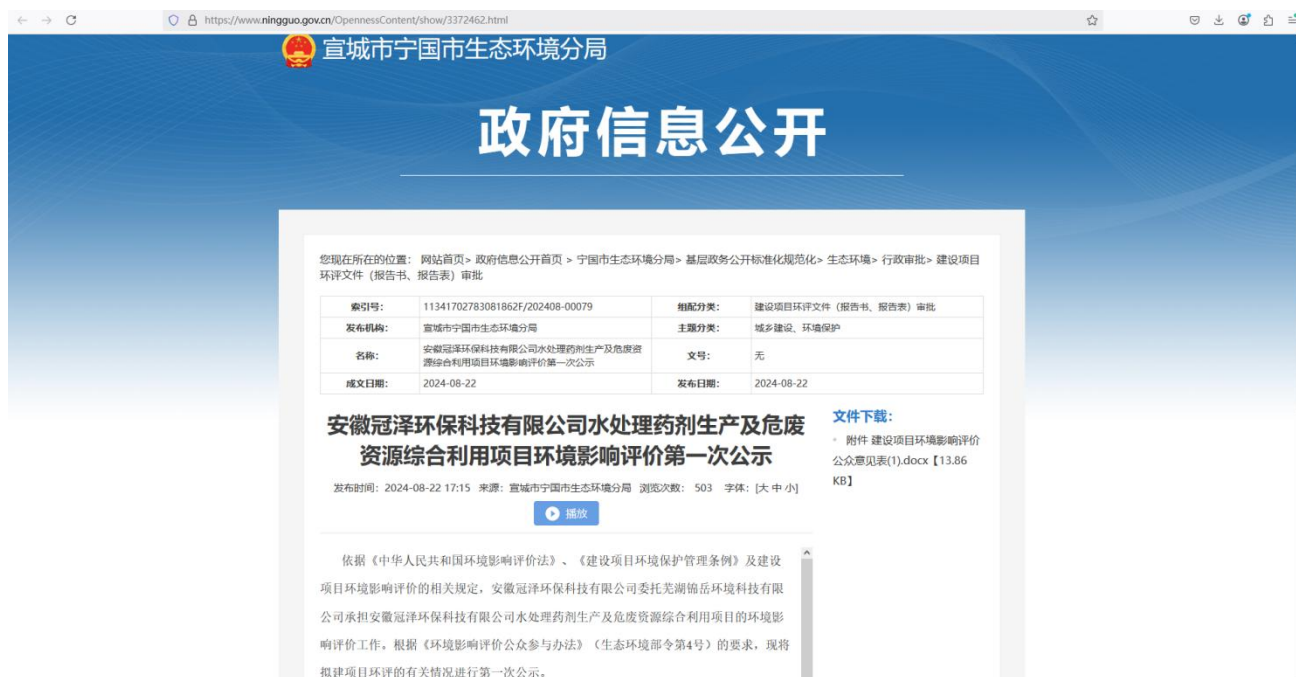 https://www.ningguo.gov.cn/OpennessContent/show/3372462.html
宣城市宁国市生态环境分局
政府信息公开
您现在所在的位置： 网站首页> 政府信息公开首页 > 宁国市生态环境分局> 基层政务公开标准化规范化> 生态环境> 行政审批> 建设项目
环评文件（报告书、报告表）审批
索引号： 11341702783081862F/202408-00079 组配分类： 建设项目环评文件（报告书、报告表）审批
发布机构： 宣城市宁国市生态环境分局 主题分类： 城乡建设、环境保护
名称： 安徽冠泽环保科技有限公司水处理药剂生产及危废资
源综合利用项目环境影响评价第一次公示 文号： 无
成文日期： 2024-08-22 发布日期： 2024-08-22
安徽冠泽环保科技有限公司水处理药剂生产及危废
资源综合利用项目环境影响评价第一次公示
发布时间：2024-08-22 17:15 来源：宣城市宁国市生态环境分局 浏览次数： 503 字体：[大 中 小]
播放
文件下载：
附件 建设项目环境影响评价
公众意见表(1).docx【13.86
KB】
依据《中华人民共和国环境影响评价法》、《建设项目环境保护管理条例》及建设
项目环境影响评价的相关规定，安徽冠泽环保科技有限公司委托芜湖锦岳环境科技有限
公司承担安徽冠泽环保科技有限公司水处理药剂生产及危废资源综合利用项目的环境影
响评价工作。根据《环境影响评价公众参与办法》（生态环境部令第4号）的要求，现将
拟建项目环评的有关情况进行第一次公示。